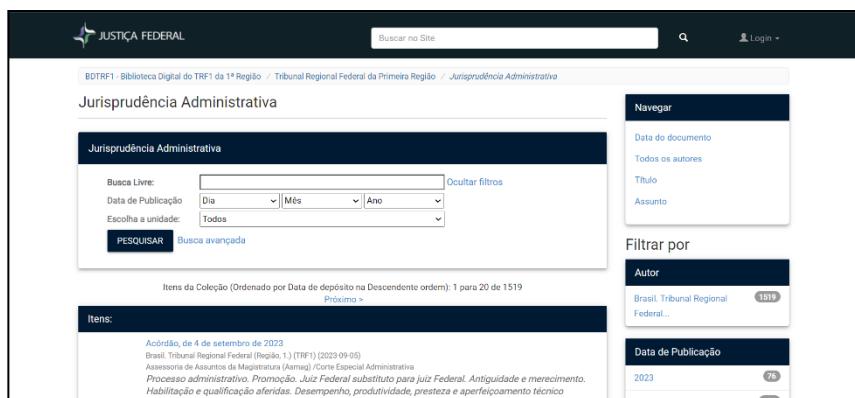 JUSTIÇA FEDERAL
Buscar no Site
Login
BDTRF1 - Biblioteca Digital do TRF1 da 1ª Região / Tribunal Regional Federal da Primeira Região / Jurisprudência Administrativa
Jurisprudência Administrativa
Jurisprudência Administrativa
Busca Livre:
Ocultar filtros
Data de Publicação
Dia
Mês
Ano
Escolha a unidade:
Todos
PESQUISAR
Busca avançada
Itens da Coleção (Ordenado por Data de depósito na Descendente ordem): 1 para 20 de 1519
Próximo >
Itens:
Acórdão, de 4 de setembro de 2023
Brasil. Tribunal Regional Federal (Região, 1.) (TRF1) (2023-09-05)
Assessoria de Assuntos da Magistratura (Asmag) /Corte Especial Administrativa
Processo administrativo. Promoção. Juiz Federal substituto para juiz Federal. Antiguidade e merecimento.
Habilitação e qualificação aferidas. Desempenho, produtividade, presteza e aperfeiçoamento técnico
Navegar
Data do documento
Todos os autores
Título
Assunto
Filtrar por
Autor
Brasil. Tribunal Regional 1519
Federal...
Data de Publicação
2023 76